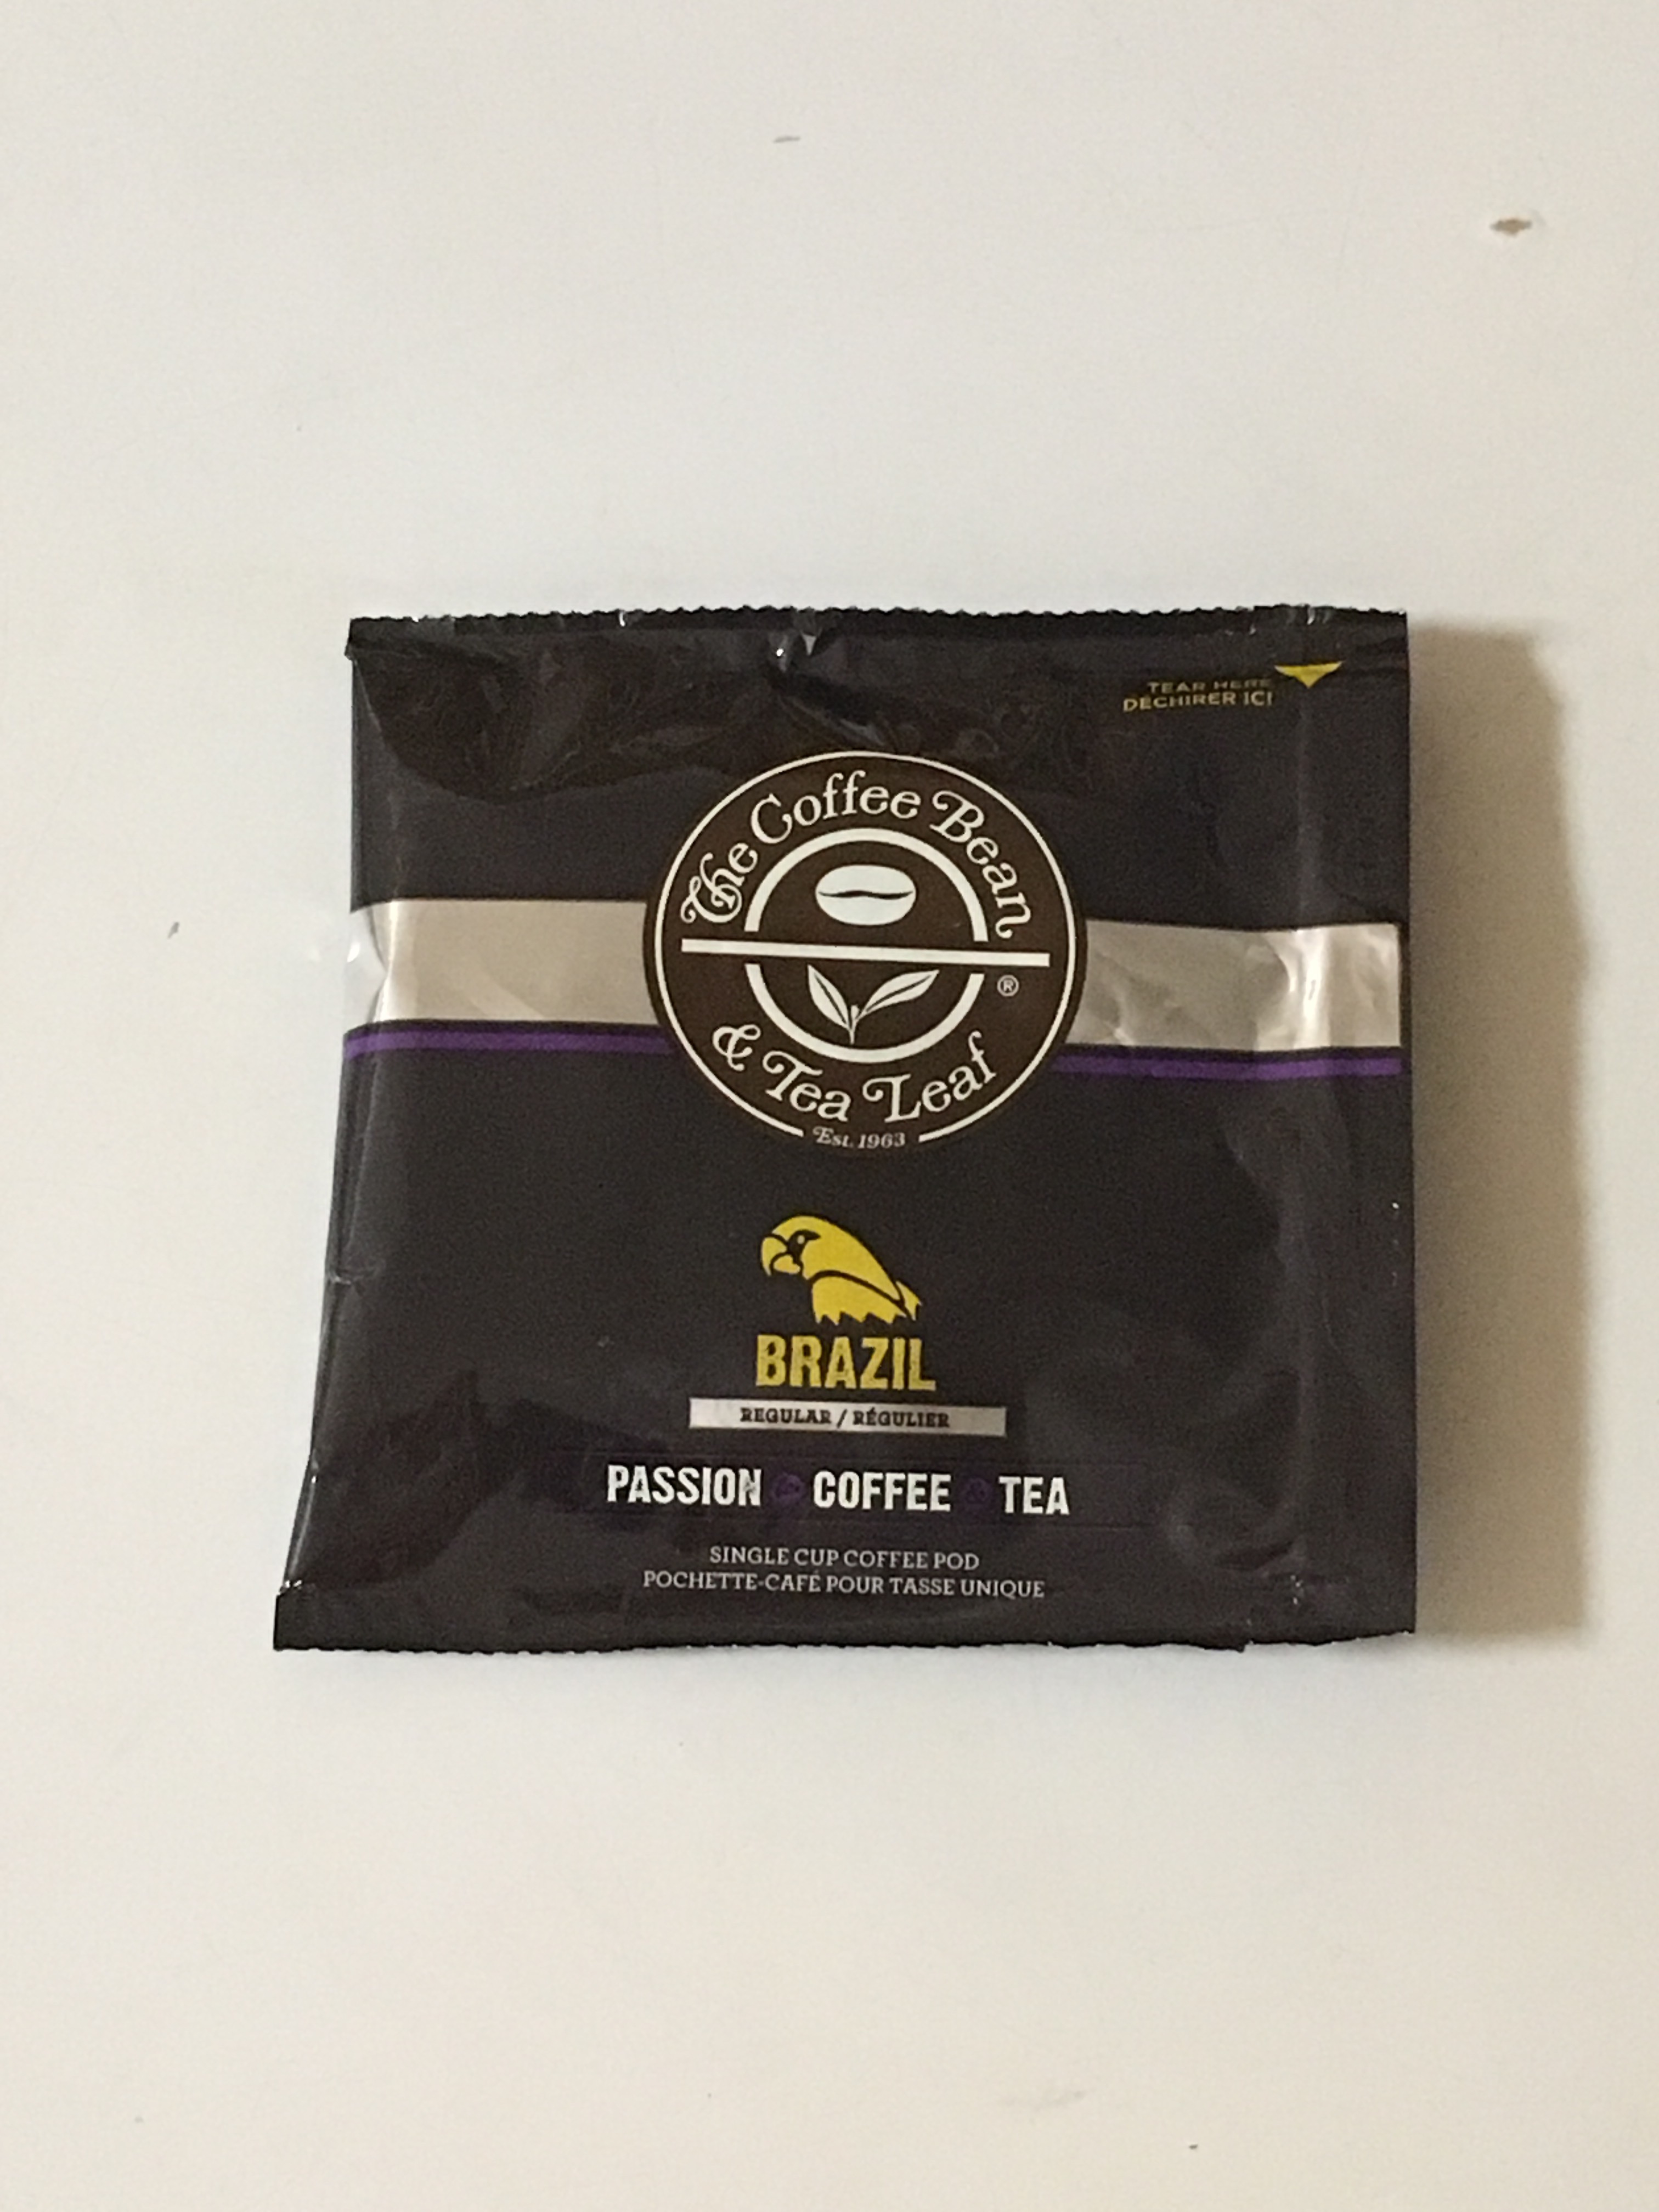 TEAR HERE
DÉCHIRER ICI
The Coffee Bean
®
& Tea Leaf
Est. 1963
BRAZIL
REGULAR / RÉGULIER
PASSION COFFEE TEA
SINGLE CUP COFFEE POD
POCHETTE-CAFÉ POUR TASSE UNIQUE